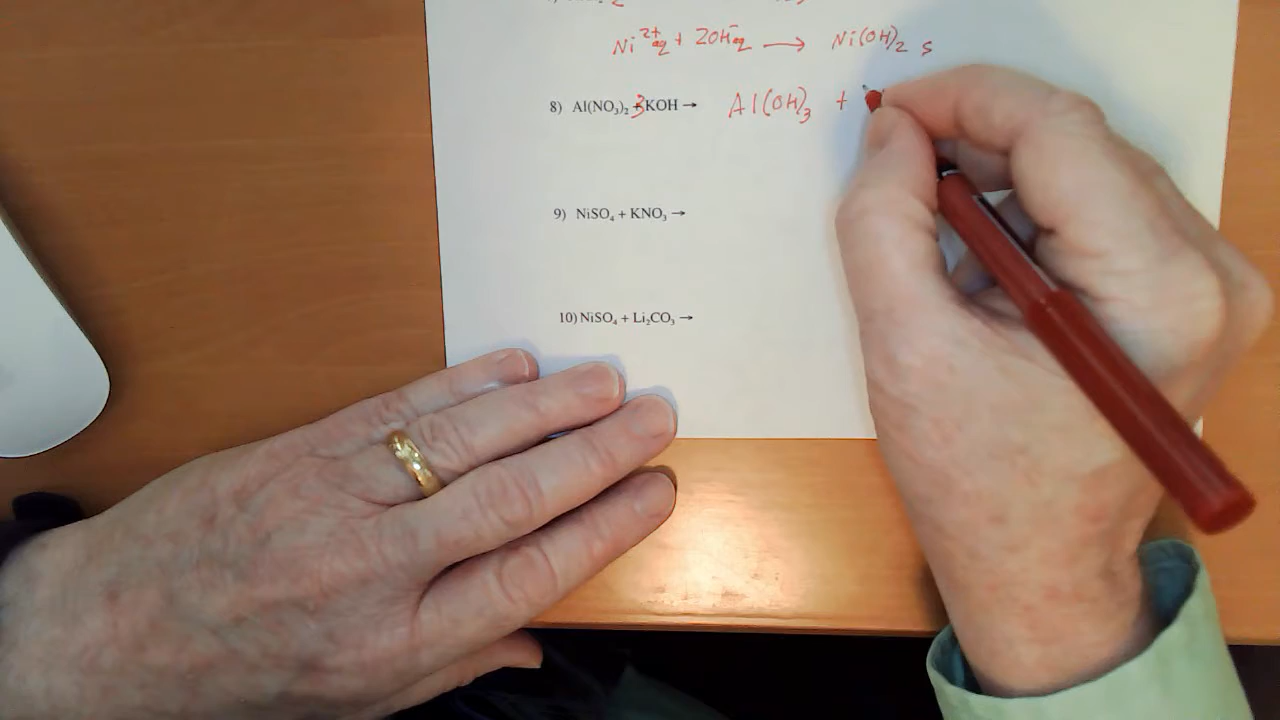 Ni²⁺aq + 2OH⁻aq → Ni(OH)₂ s
8) Al(NO₃)₂ + 3KOH → Al(OH)₃ +
9) NiSO₄ + KNO₃ →
10) NiSO₄ + Li₂CO₃ →